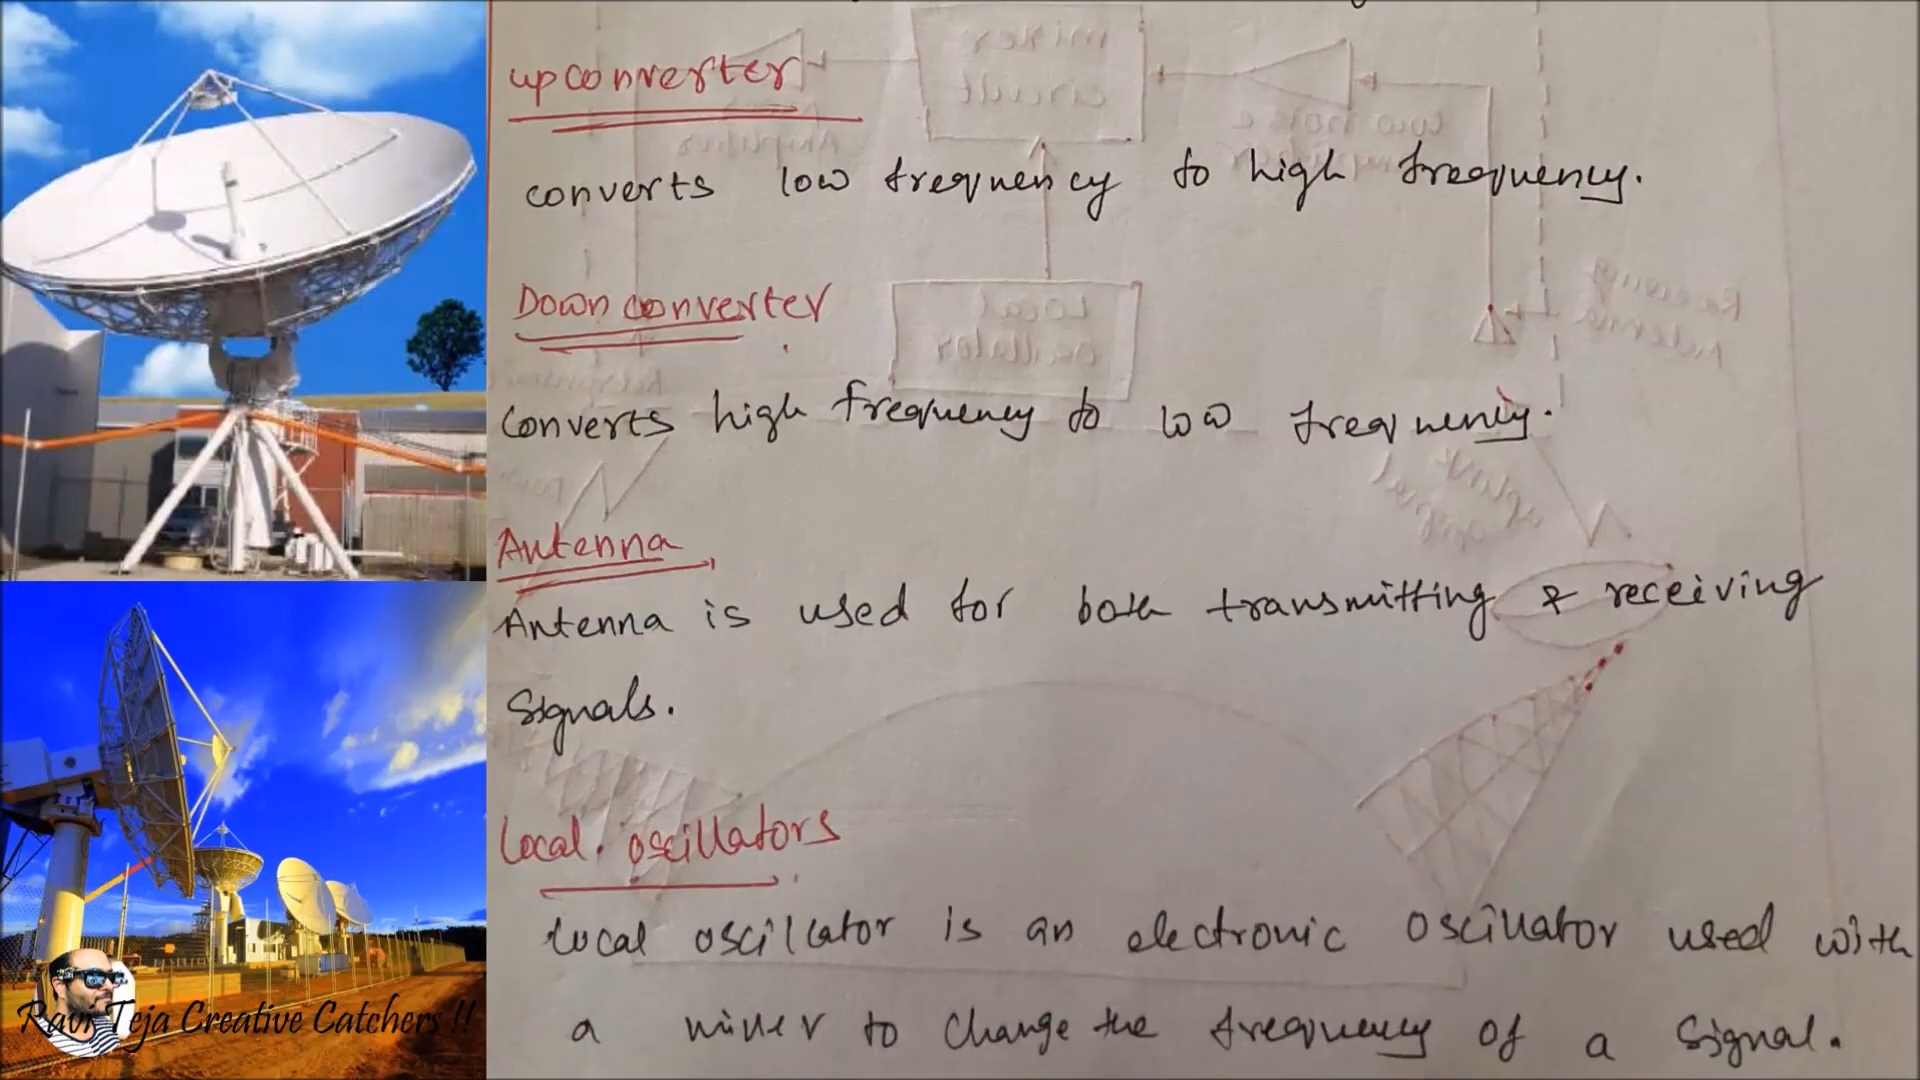 upconverter
converts low frequency to high frequency.
Down converter
converts high frequency to low frequency.
Antenna
Antenna is used for both transmitting & receiving
signals.
Local oscillators
Local oscillator is an electronic oscillator used with
a mixer to change the frequency of a signal.
Ravi Teja Creative Catchers !!